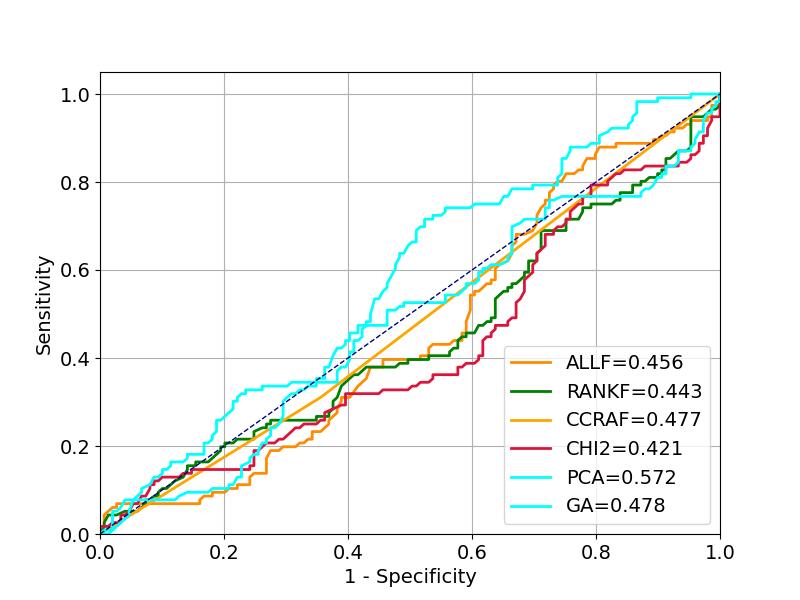 1.0
0.8
0.6
0.4
0.2
0.0
Sensitivity
ALLF=0.456
RANKF=0.443
CCRAF=0.477
CHI2=0.421
PCA=0.572
GA=0.478
0.0 0.2 0.4 0.6 0.8 1.0
1 - Specificity